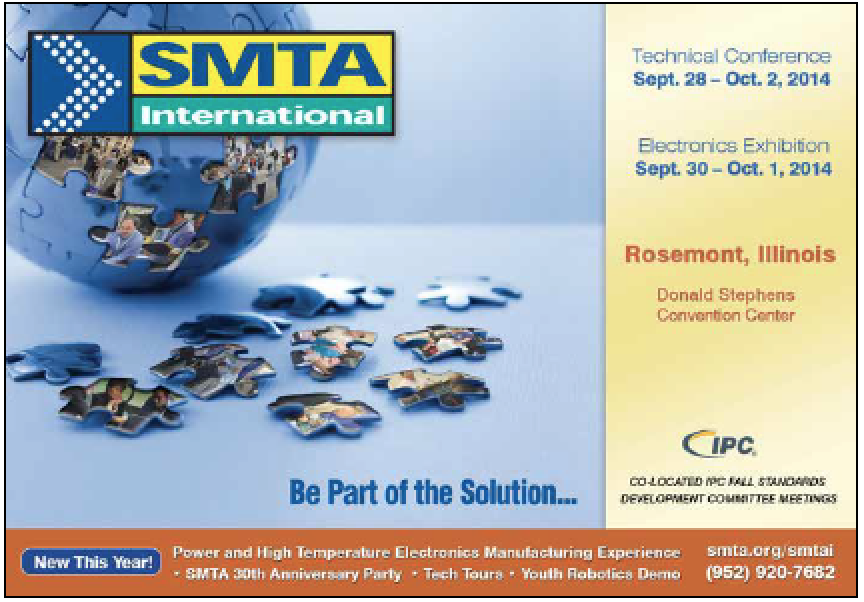 SMTA
International
Technical Conference
Sept. 28 – Oct. 2, 2014
Electronics Exhibition
Sept. 30 – Oct. 1, 2014
Rosemont, Illinois
Donald Stephens
Convention Center
IPC
CO-LOCATED IPC FALL STANDARDS
DEVELOPMENT COMMITTEE MEETINGS
Be Part of the Solution...
New This Year!
Power and High Temperature Electronics Manufacturing Experience
• SMTA 30th Anniversary Party • Tech Tours • Youth Robotics Demo
smta.org/smtai
(952) 920-7682